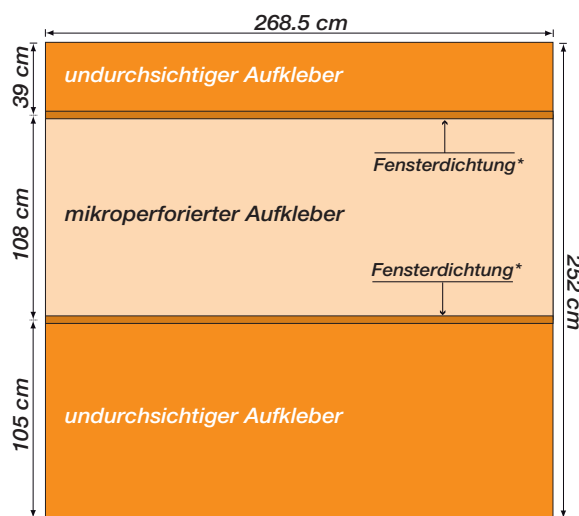 268.5 cm
39 cm
undurchsichtiger Aufkleber
Fensterdichtung*
108 cm
mikroperforierter Aufkleber
Fensterdichtung*
252 cm
105 cm
undurchsichtiger Aufkleber